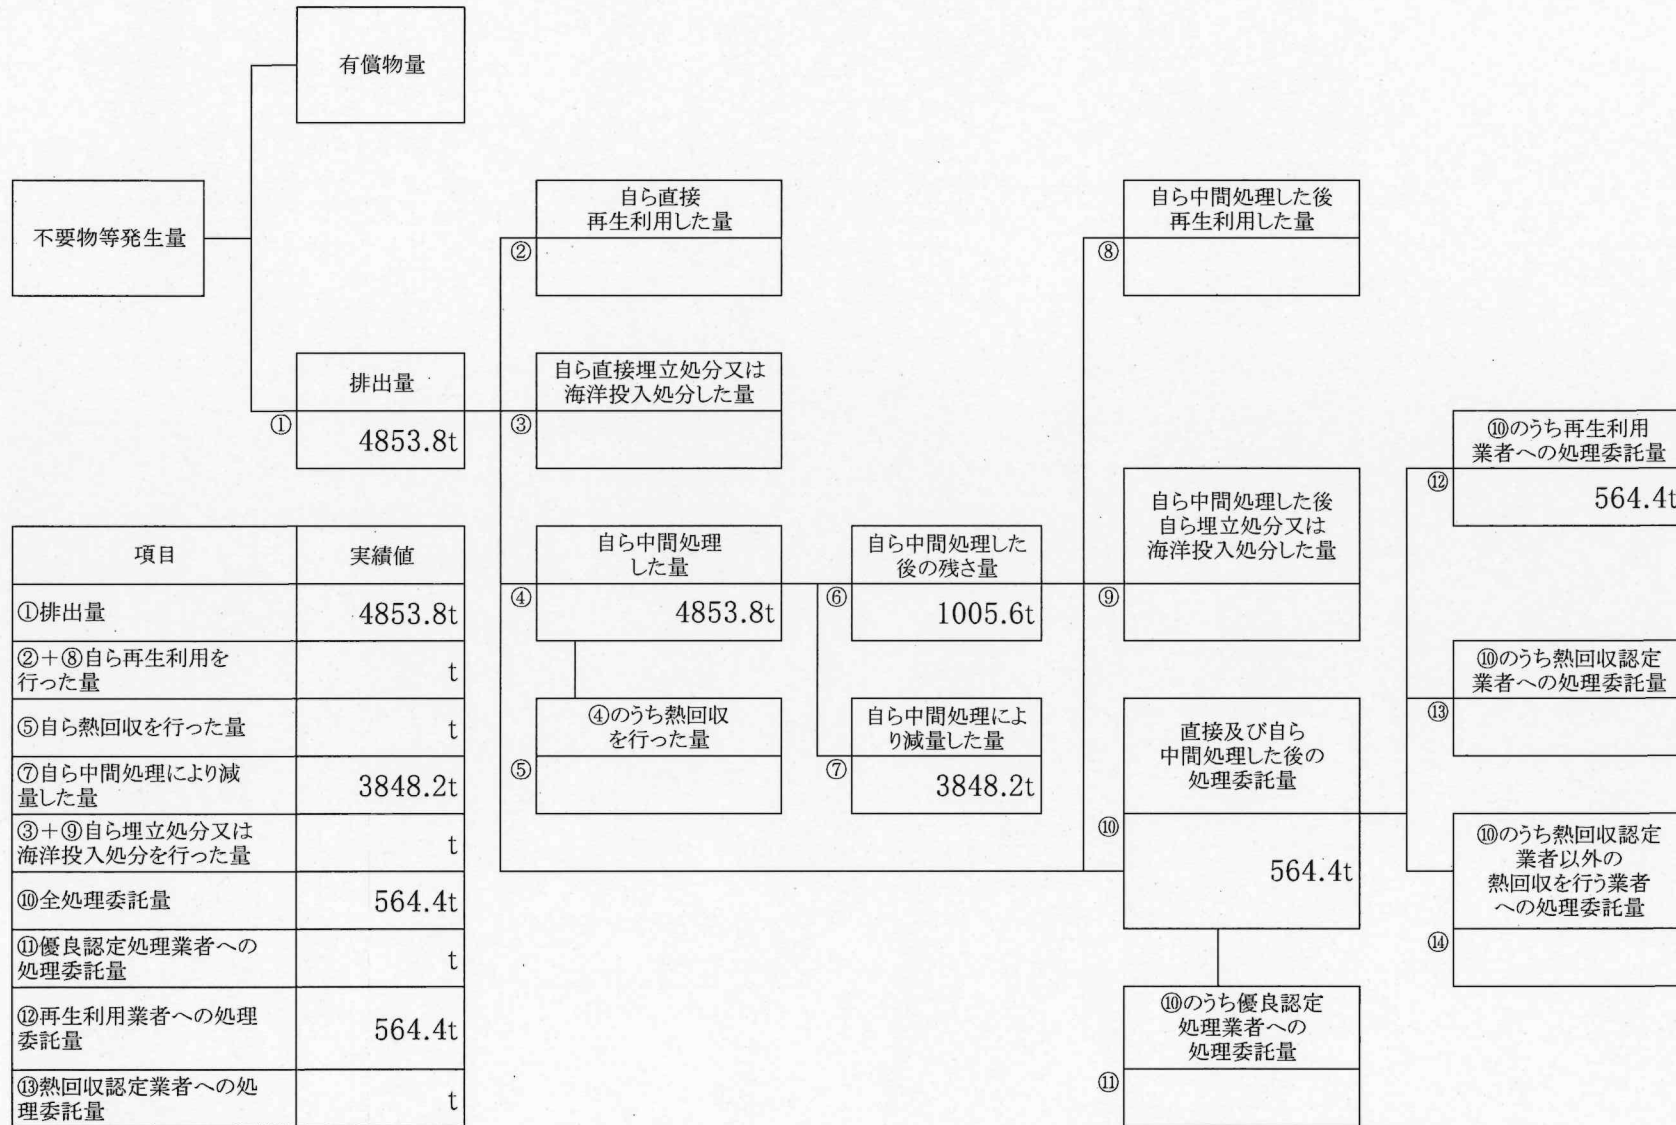 有償物量
不要物等発生量
排出量
①
4853.8t
自ら直接
再生利用した量
②
自ら直接埋立処分又は
海洋投入処分した量
③
自ら中間処理
した量
④
4853.8t
④のうち熱回収
を行った量
⑤
自ら中間処理した
後の残さ量
⑥
1005.6t
自ら中間処理によ
り減量した量
⑦
3848.2t
自ら中間処理した後
再生利用した量
⑧
自ら中間処理した後
自ら埋立処分又は
海洋投入処分した量
⑨
直接及び自ら
中間処理した後の
処理委託量
⑩
564.4t
⑩のうち優良認定
処理業者への
処理委託量
⑪
⑩のうち再生利用
業者への処理委託量
⑫
564.4t
⑩のうち熱回収認定
業者への処理委託量
⑬
⑩のうち熱回収認定
業者以外の
熱回収を行う業者
への処理委託量
⑭
項目 実績値
①排出量 4853.8t
②+⑧自ら再生利用を
行った量 t
⑤自ら熱回収を行った量 t
⑦自ら中間処理により減
量した量 3848.2t
③+⑨自ら埋立処分又は
海洋投入処分を行った量 t
⑩全処理委託量 564.4t
⑪優良認定処理業者への
処理委託量 t
⑫再生利用業者への処理
委託量 564.4t
⑬熱回収認定業者への処
理委託量 t